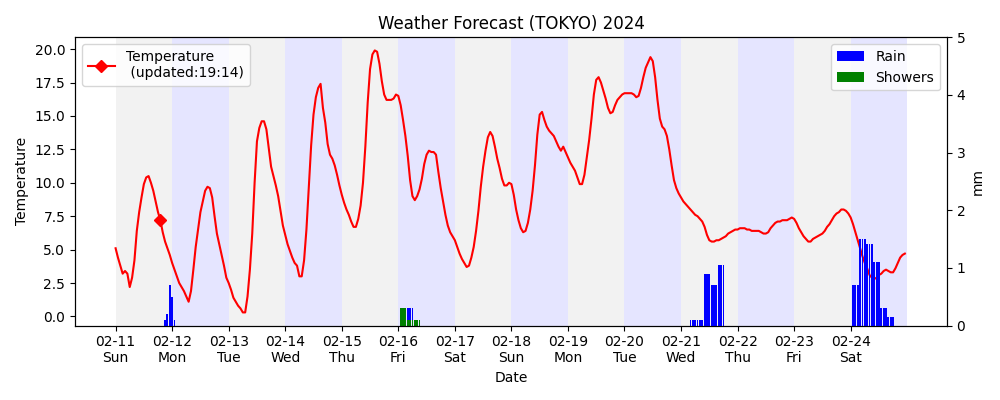 Weather Forecast (TOKYO) 2024
Temperature
(updated:19:14)
Rain
Showers
20.0
17.5
15.0
12.5
10.0
7.5
5.0
2.5
0.0
Temperature
5
4
3
2
1
0
mm
02-11 02-12 02-13 02-14 02-15 02-16 02-17 02-18 02-19 02-20 02-21 02-22 02-23 02-24
Sun Mon Tue Wed Thu Fri Sat Sun Mon Tue Wed Thu Fri Sat
Date